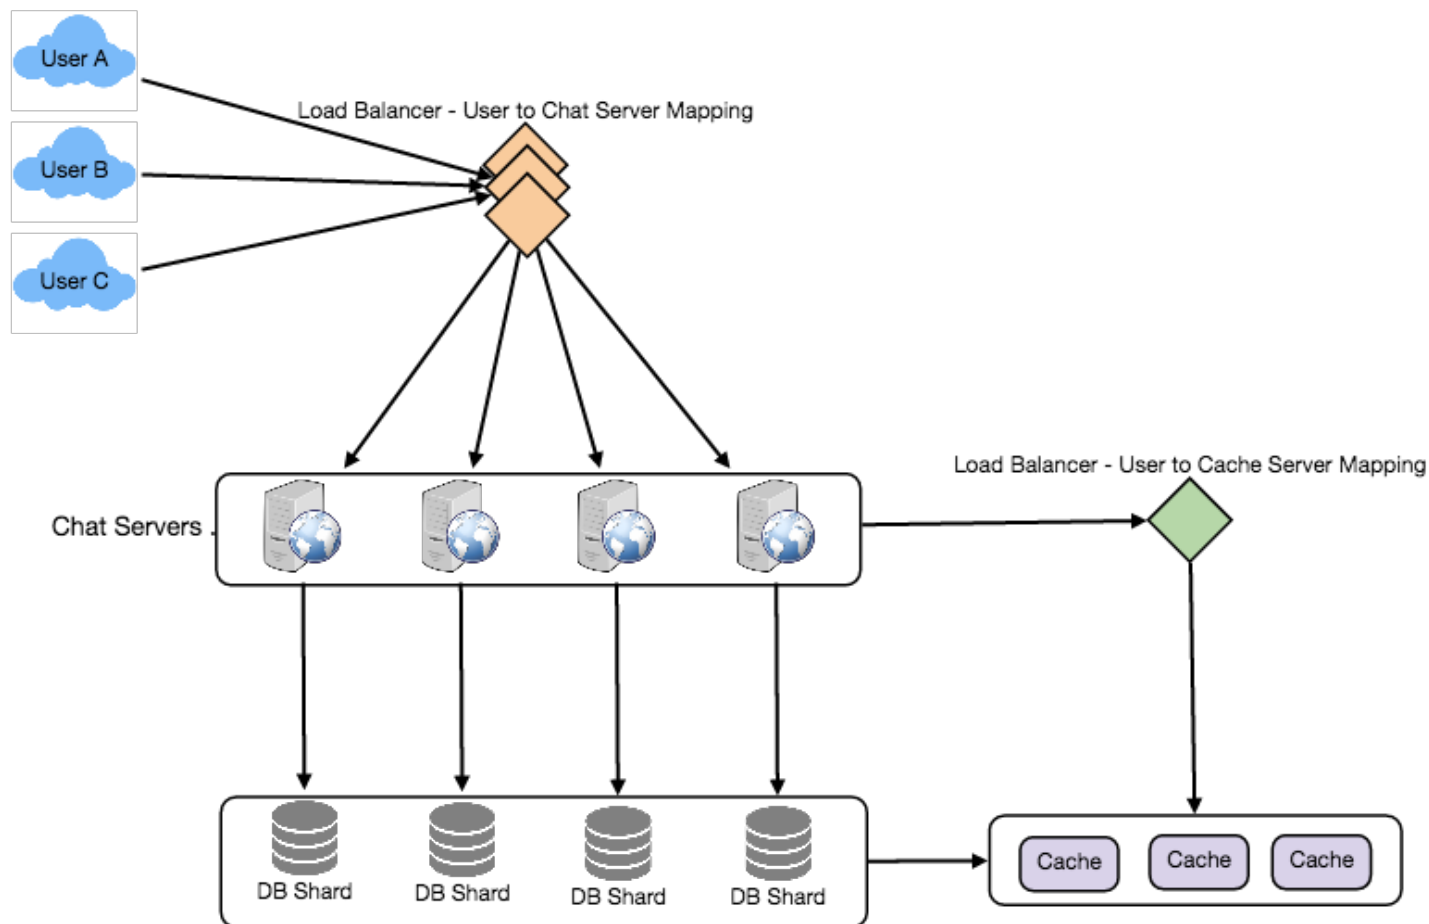 User A
Load Balancer - User to Chat Server Mapping
User B
User C
Load Balancer - User to Cache Server Mapping
Chat Servers
Cache
Cache
Cache
DB Shard
DB Shard
DB Shard
DB Shard